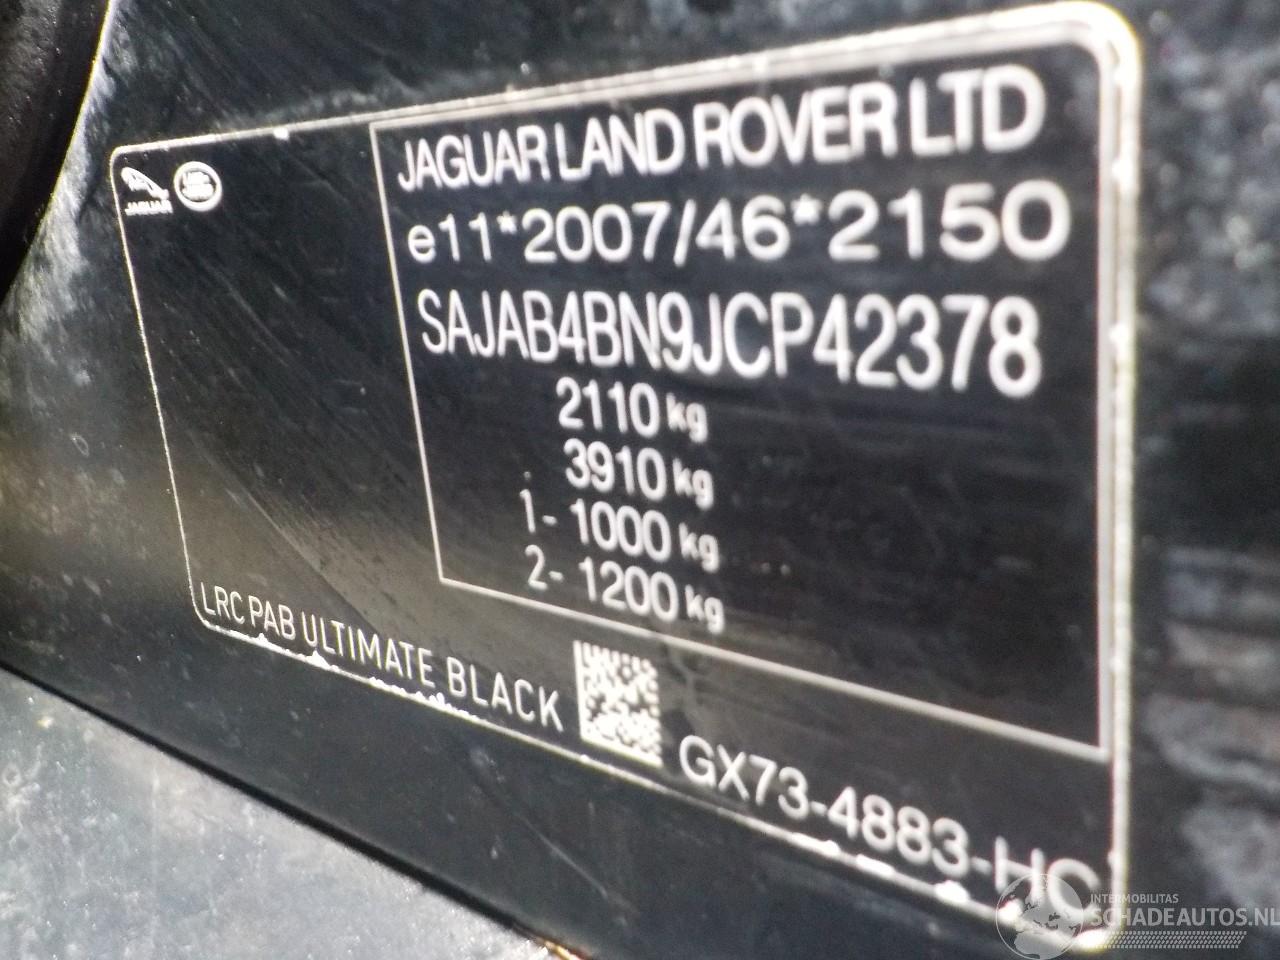 JAGUAR
JAGUAR LAND ROVER LTD
e11*2007/46*2150
SAJAB4BN9JCP42378
2110 kg
3910 kg
1- 1000 kg
2- 1200 kg
LRC PAB ULTIMATE BLACK
GX73-4883-HC
INTERMOBILITAS
SCHADEAUTOS.NL